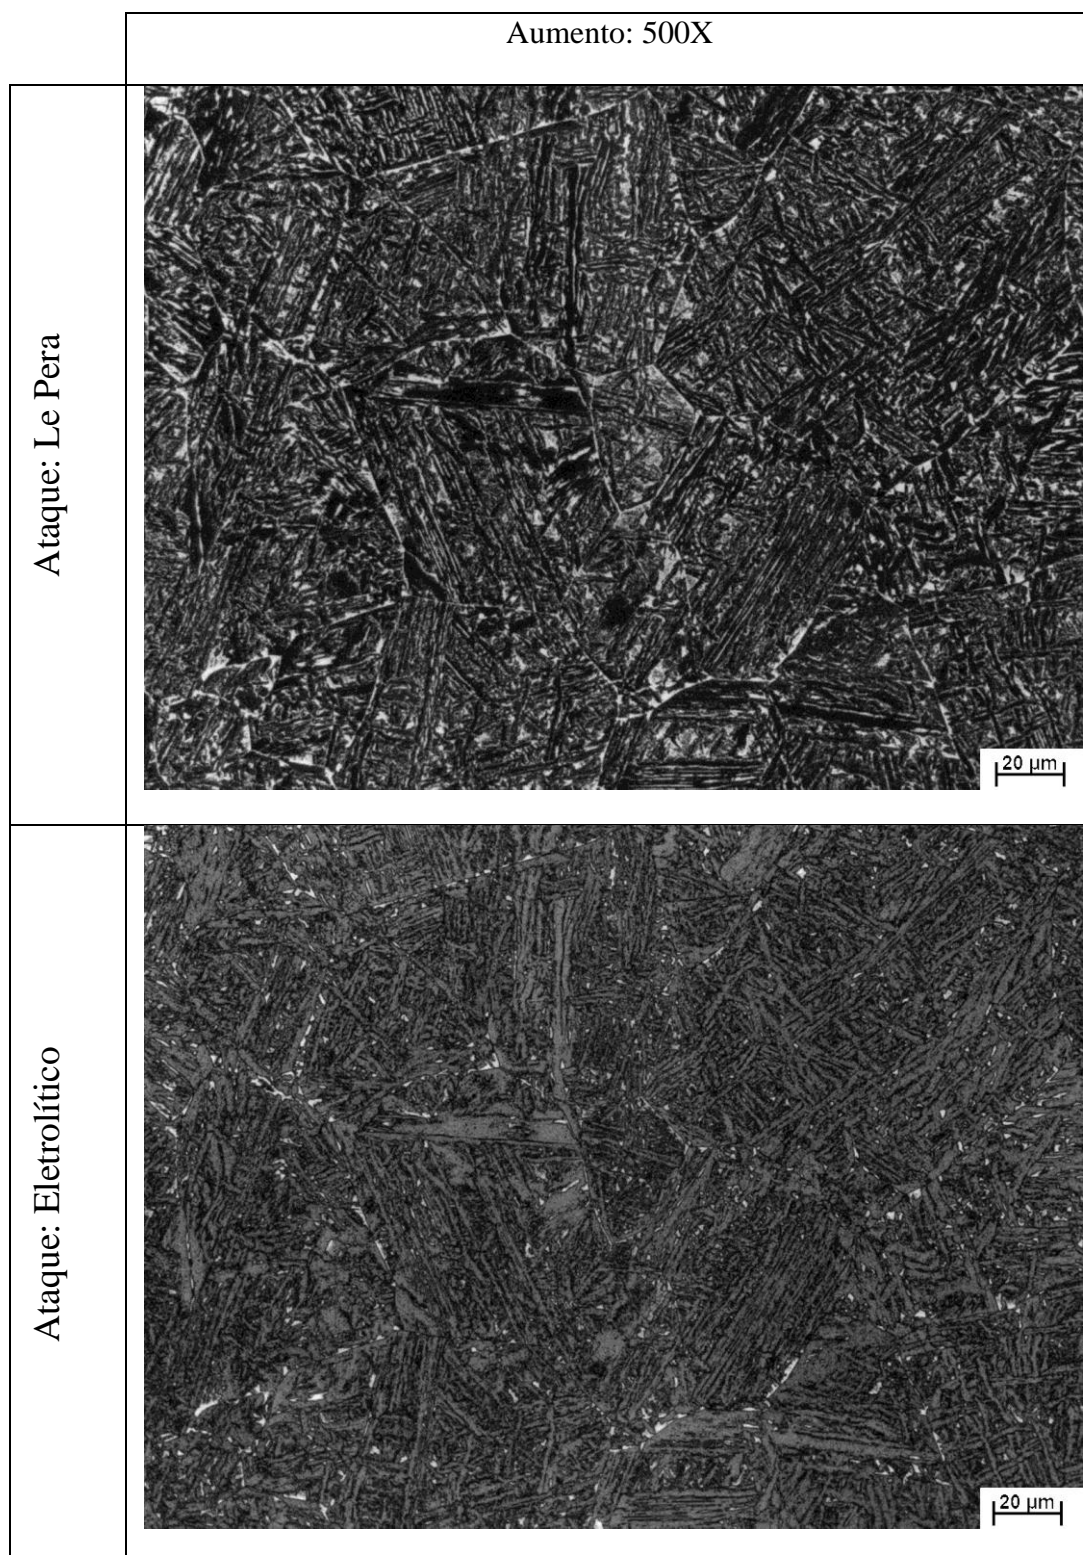 Aumento: 500X
Ataque: Le Pera
20 µm
Ataque: Eletrolítico
20 µm